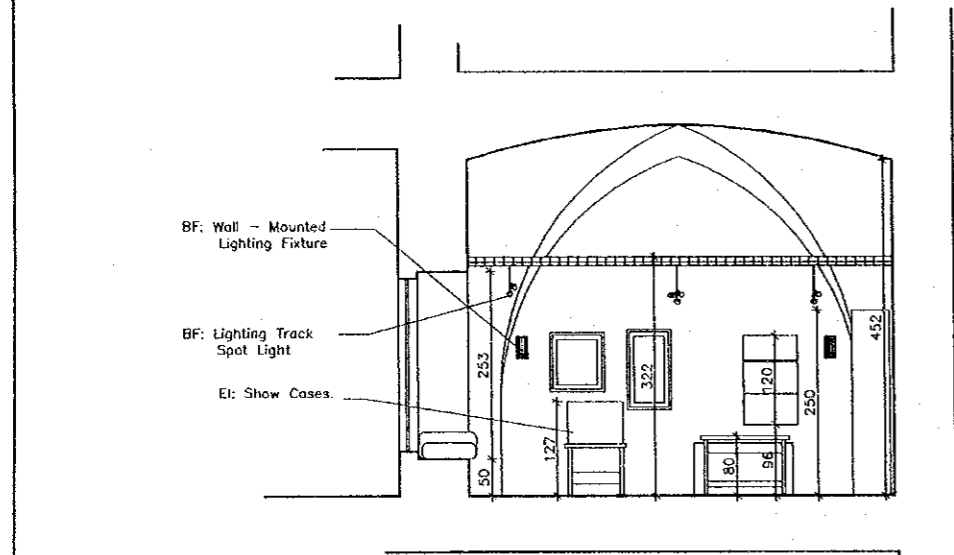 BF: Wall - Mounted
Lighting Fixture
BF: Lighting Track
Spot Light
EI: Show Cases.
253
50
127
322
80
120
96
250
452